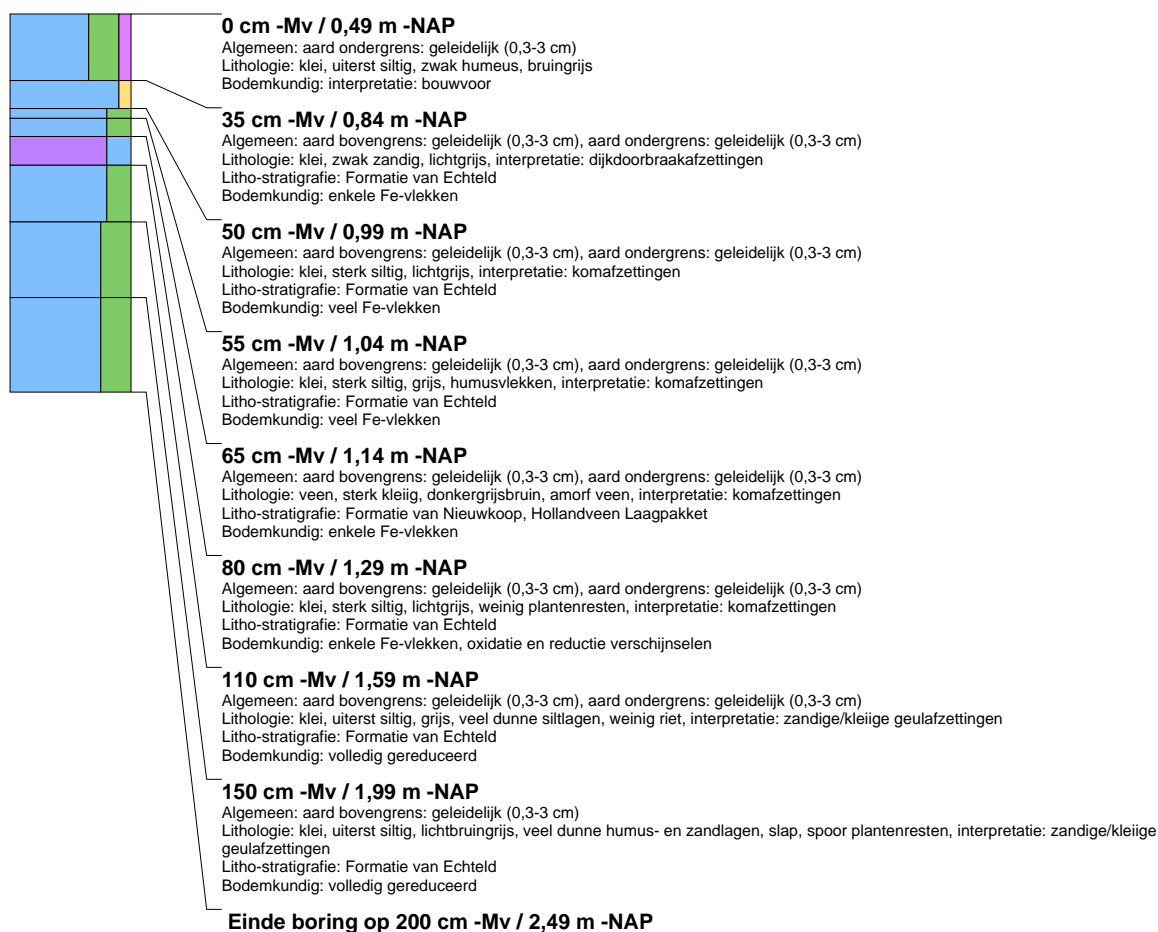 0 cm -Mv / 0,49 m -NAP
Algemeen: aard ondergrens: geleidelijk (0,3-3 cm)
Lithologie: klei, uiterst siltig, zwak humeus, bruingrijs
Bodemkundig: interpretatie: bouwvoor
35 cm -Mv / 0,84 m -NAP
Algemeen: aard bovengrens: geleidelijk (0,3-3 cm), aard ondergrens: geleidelijk (0,3-3 cm)
Lithologie: klei, zwak zandig, lichtgrijs, interpretatie: dijkdoorbraakafzettingen
Litho-stratigrafie: Formatie van Echteld
Bodemkundig: enkele Fe-vlekken
50 cm -Mv / 0,99 m -NAP
Algemeen: aard bovengrens: geleidelijk (0,3-3 cm), aard ondergrens: geleidelijk (0,3-3 cm)
Lithologie: klei, sterk siltig, lichtgrijs, interpretatie: komafzettingen
Litho-stratigrafie: Formatie van Echteld
Bodemkundig: veel Fe-vlekken
55 cm -Mv / 1,04 m -NAP
Algemeen: aard bovengrens: geleidelijk (0,3-3 cm), aard ondergrens: geleidelijk (0,3-3 cm)
Lithologie: klei, sterk siltig, grijs, humusvlekken, interpretatie: komafzettingen
Litho-stratigrafie: Formatie van Echteld
Bodemkundig: veel Fe-vlekken
65 cm -Mv / 1,14 m -NAP
Algemeen: aard bovengrens: geleidelijk (0,3-3 cm), aard ondergrens: geleidelijk (0,3-3 cm)
Lithologie: veen, sterk kleiig, donkergrijsbruin, amorf veen, interpretatie: komafzettingen
Litho-stratigrafie: Formatie van Nieuwkoop, Hollandveen Laagpakket
Bodemkundig: enkele Fe-vlekken
80 cm -Mv / 1,29 m -NAP
Algemeen: aard bovengrens: geleidelijk (0,3-3 cm), aard ondergrens: geleidelijk (0,3-3 cm)
Lithologie: klei, sterk siltig, lichtgrijs, weinig plantenresten, interpretatie: komafzettingen
Litho-stratigrafie: Formatie van Echteld
Bodemkundig: enkele Fe-vlekken, oxidatie en reductie verschijnselen
110 cm -Mv / 1,59 m -NAP
Algemeen: aard bovengrens: geleidelijk (0,3-3 cm), aard ondergrens: geleidelijk (0,3-3 cm)
Lithologie: klei, uiterst siltig, grijs, veel dunne siltlagen, weinig riet, interpretatie: zandige/kleiige geulafzettingen
Litho-stratigrafie: Formatie van Echteld
Bodemkundig: volledig gereduceerd
150 cm -Mv / 1,99 m -NAP
Algemeen: aard bovengrens: geleidelijk (0,3-3 cm)
Lithologie: klei, uiterst siltig, lichtbruingrijs, veel dunne humus- en zandlagen, slap, spoor plantenresten, interpretatie: zandige/kleiige
geulafzettingen
Litho-stratigrafie: Formatie van Echteld
Bodemkundig: volledig gereduceerd
Einde boring op 200 cm -Mv / 2,49 m -NAP